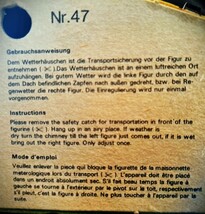 Nr.47
Gebrauchsanweisung
Dem Wetterhäuschen ist die Transportsicherung vor der Figur zu
entnehmen (✂).Das Wetterhäuschen ist an einem luftreichen Ort
aufzuhängen. Bei gutem Wetter wird die linke Figur durch den auf
dem Dach befindlichen Zapfen nach außen gedreht, bzw. bei Re-
genwetter die rechte Figur. Die Einregulierung wird nur einmal
vorgenommen.
Instructions
Please remove the safety catch for transportation in front of the
figures (✂). Hang up in an airy place. If weather is
dry turn the chimney till the left figure just comes out, if it is wet
bring out the right figure. Only adjust once.
Mode d'emploi
Veuillez enlever la piecé qui bloque la figurette de la maisonnette
meterologique lors du transport (✂). L'appareil doit être placé
dans un endroit absolument sec. S'il fait beau temps la figure à
gauche se tourne à l'éxterieur par le pivot sur le toit, respectivement
s'il pleut, c'est la figure à droite. Ne plus toucher à l'appareil par la
suite.